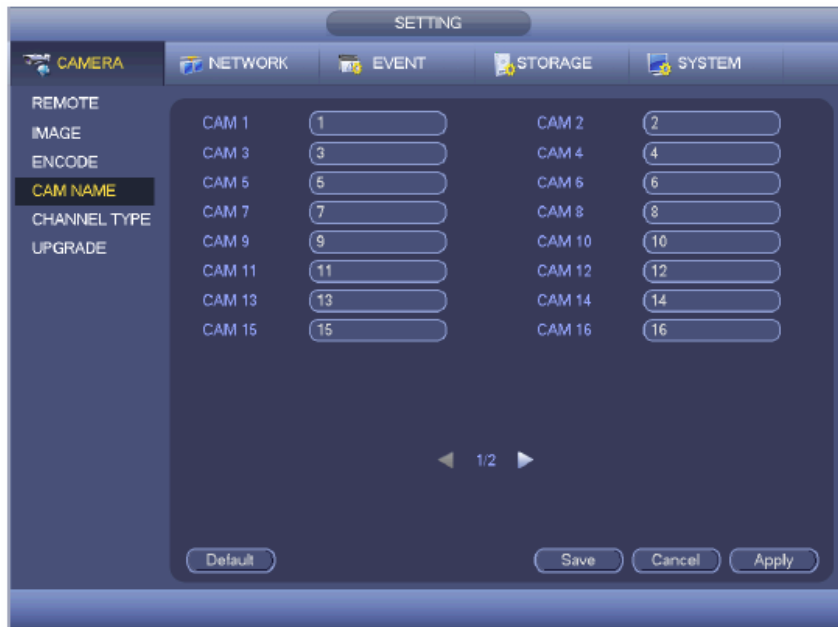 SETTING
CAMERA NETWORK EVENT STORAGE SYSTEM
REMOTE
IMAGE
ENCODE
CAM NAME
CHANNEL TYPE
UPGRADE
CAM 1 1 CAM 2 2
CAM 3 3 CAM 4 4
CAM 5 5 CAM 6 6
CAM 7 7 CAM 8 8
CAM 9 9 CAM 10 10
CAM 11 11 CAM 12 12
CAM 13 13 CAM 14 14
CAM 15 15 CAM 16 16
1/2
Default Save Cancel Apply